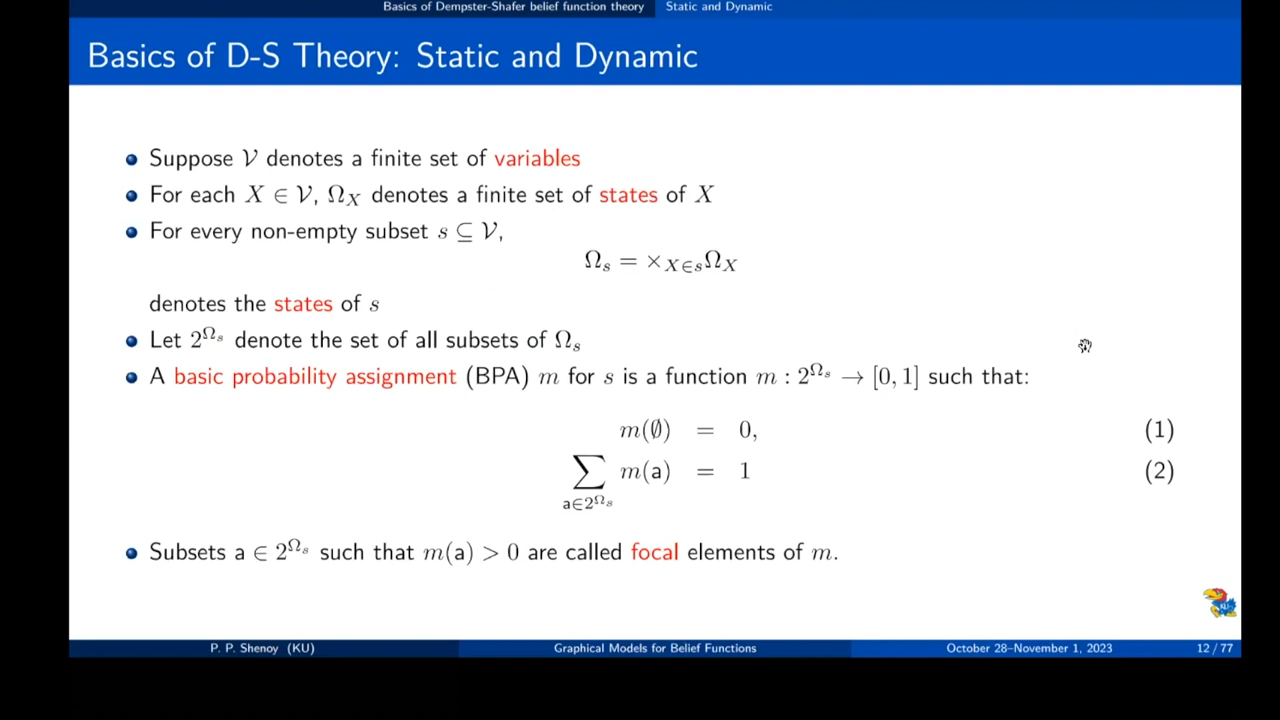 Basics of Dempster-Shafer belief function theory Static and Dynamic
Basics of D-S Theory: Static and Dynamic
Suppose 𝒱 denotes a finite set of variables
For each X ∈ 𝒱, Ω_X denotes a finite set of states of X
For every non-empty subset s ⊆ 𝒱,
Ω_s = ×_{X∈s}Ω_X
denotes the states of s
Let 2^{Ω_s} denote the set of all subsets of Ω_s
A basic probability assignment (BPA) m for s is a function m : 2^{Ω_s} → [0, 1] such that:
m(∅) = 0, (1)
∑_{a∈2^{Ω_s}} m(a) = 1 (2)
Subsets a ∈ 2^{Ω_s} such that m(a) > 0 are called focal elements of m.
KU
P. P. Shenoy (KU) Graphical Models for Belief Functions October 28–November 1, 2023 12 / 77